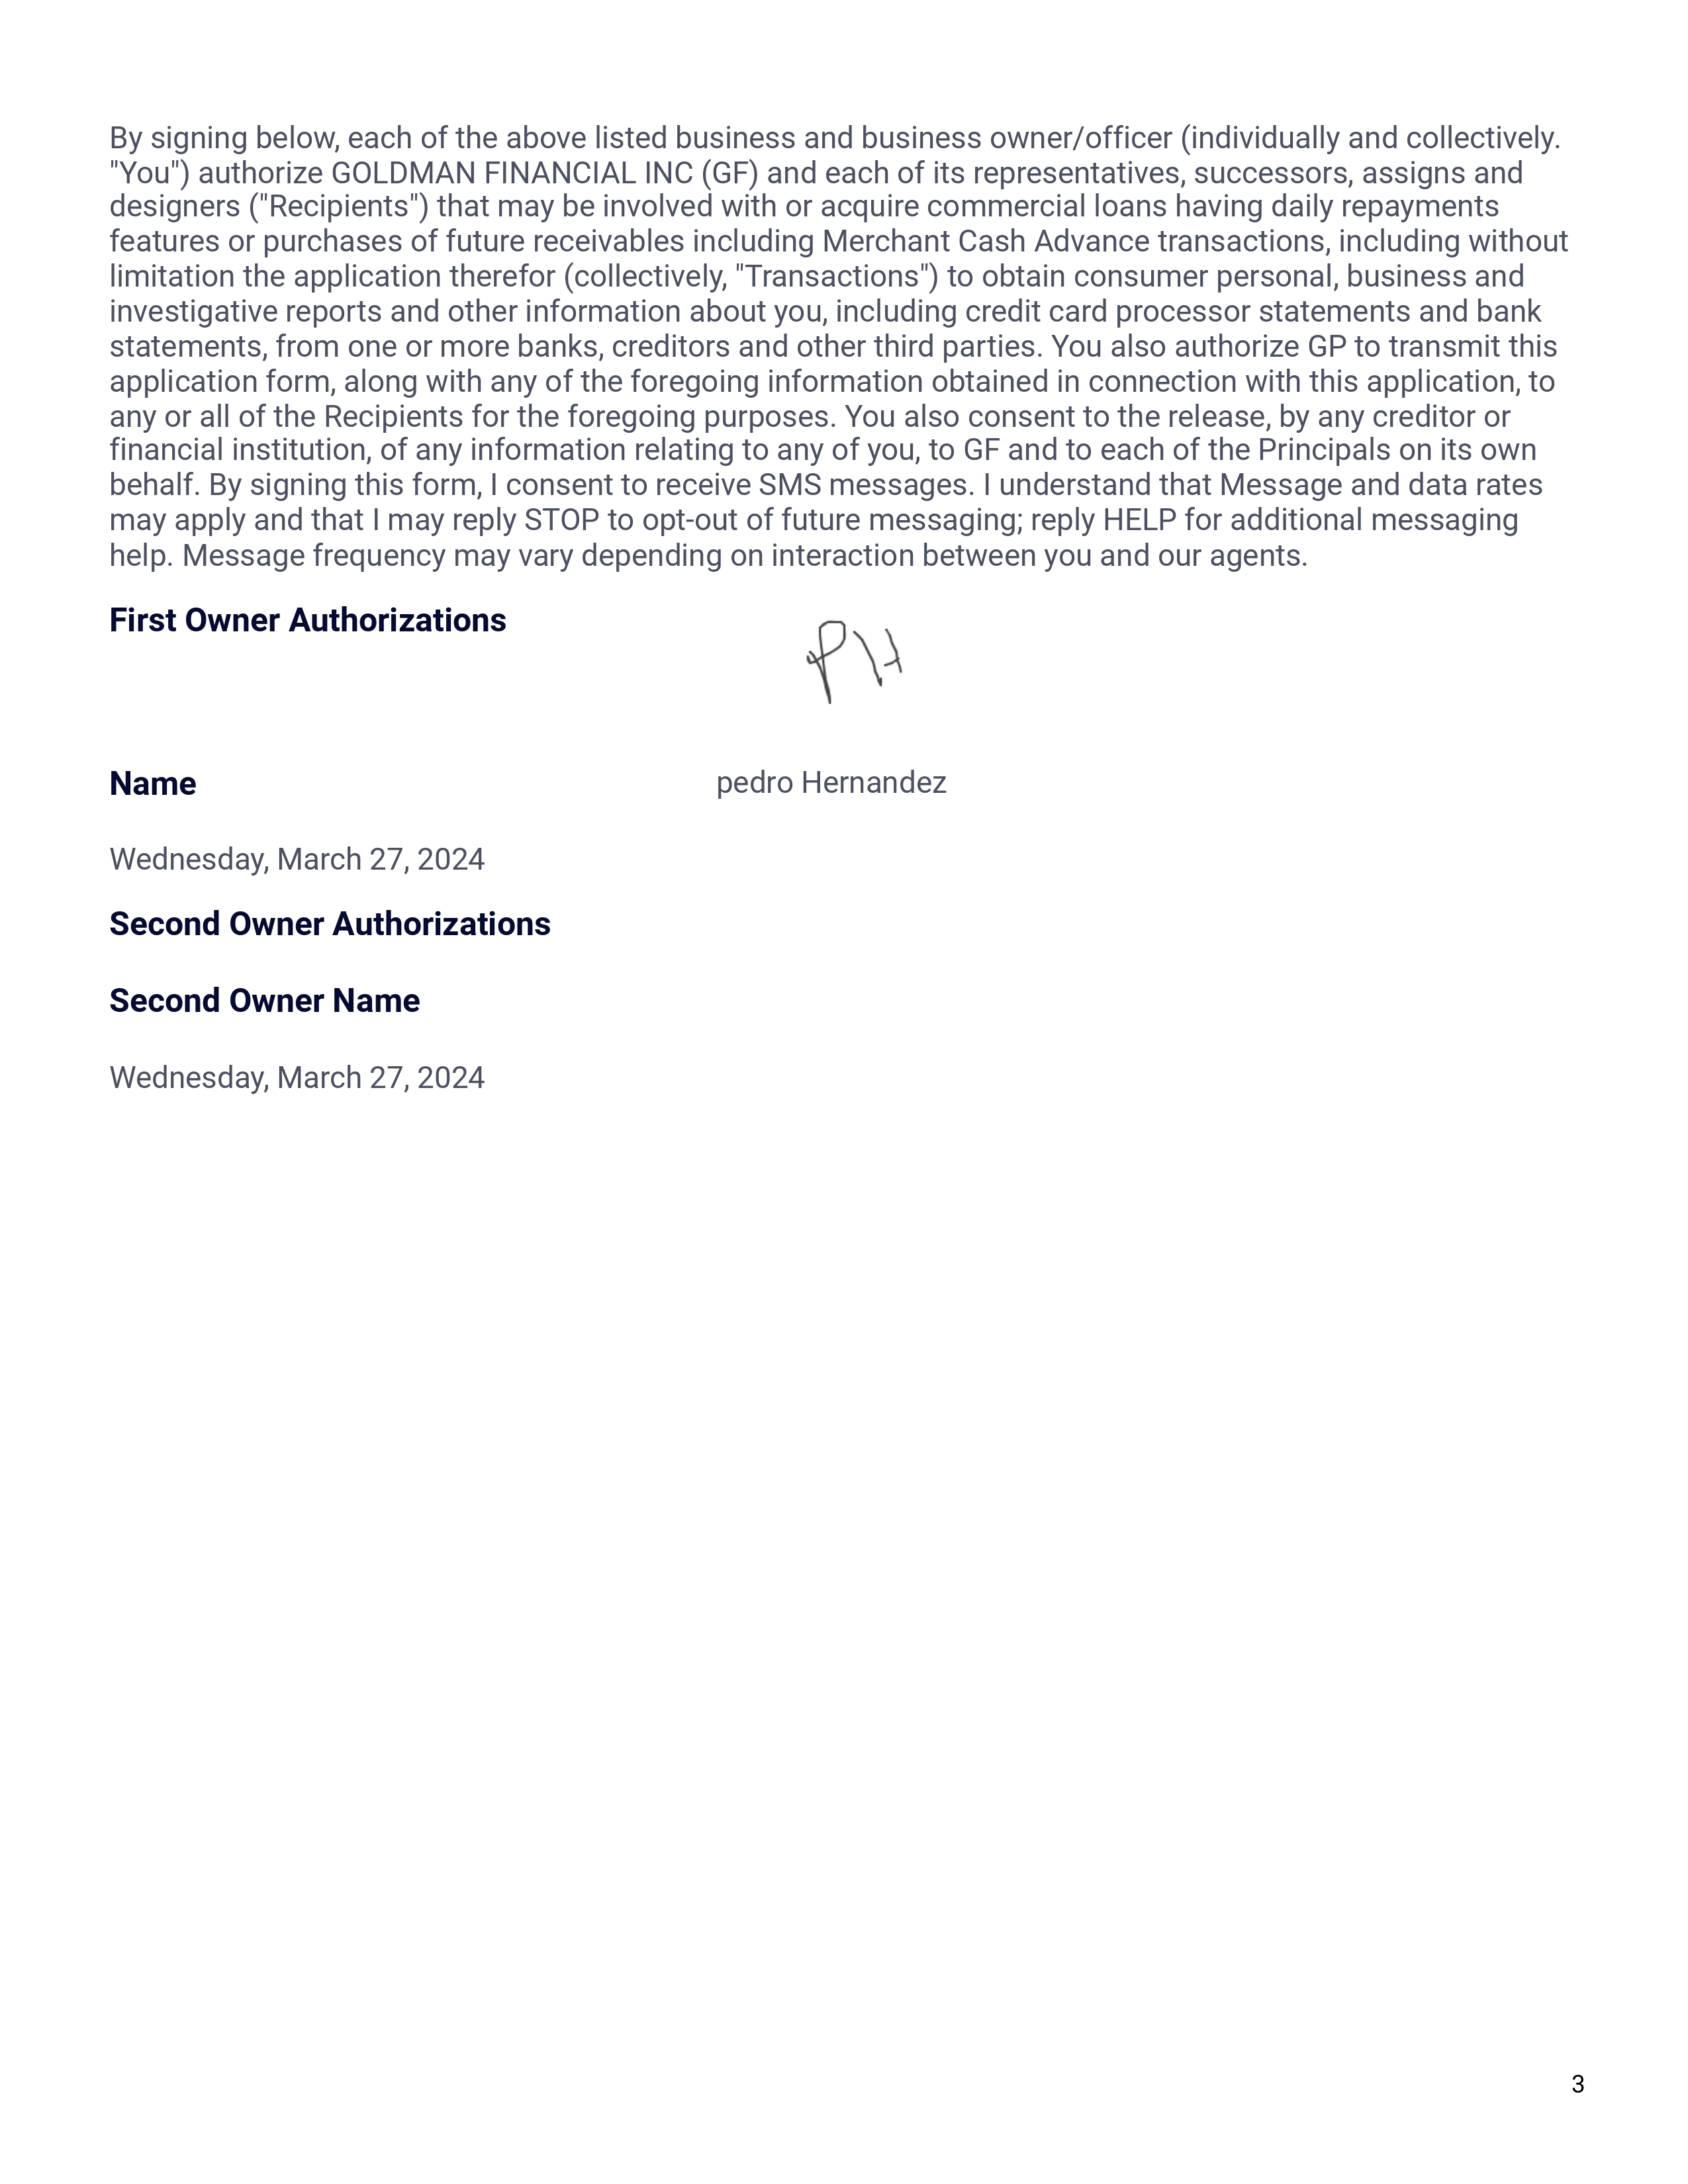 By signing below, each of the above listed business and business owner/officer (individually and collectively.
"You") authorize GOLDMAN FINANCIAL INC (GF) and each of its representatives, successors, assigns and
designers ("Recipients") that may be involved with or acquire commercial loans having daily repayments
features or purchases of future receivables including Merchant Cash Advance transactions, including without
limitation the application therefor (collectively, "Transactions") to obtain consumer personal, business and
investigative reports and other information about you, including credit card processor statements and bank
statements, from one or more banks, creditors and other third parties. You also authorize GP to transmit this
application form, along with any of the foregoing information obtained in connection with this application, to
any or all of the Recipients for the foregoing purposes. You also consent to the release, by any creditor or
financial institution, of any information relating to any of you, to GF and to each of the Principals on its own
behalf. By signing this form, I consent to receive SMS messages. I understand that Message and data rates
may apply and that I may reply STOP to opt-out of future messaging; reply HELP for additional messaging
help. Message frequency may vary depending on interaction between you and our agents.
First Owner Authorizations
PH
Name pedro Hernandez
Wednesday, March 27, 2024
Second Owner Authorizations
Second Owner Name
Wednesday, March 27, 2024
3